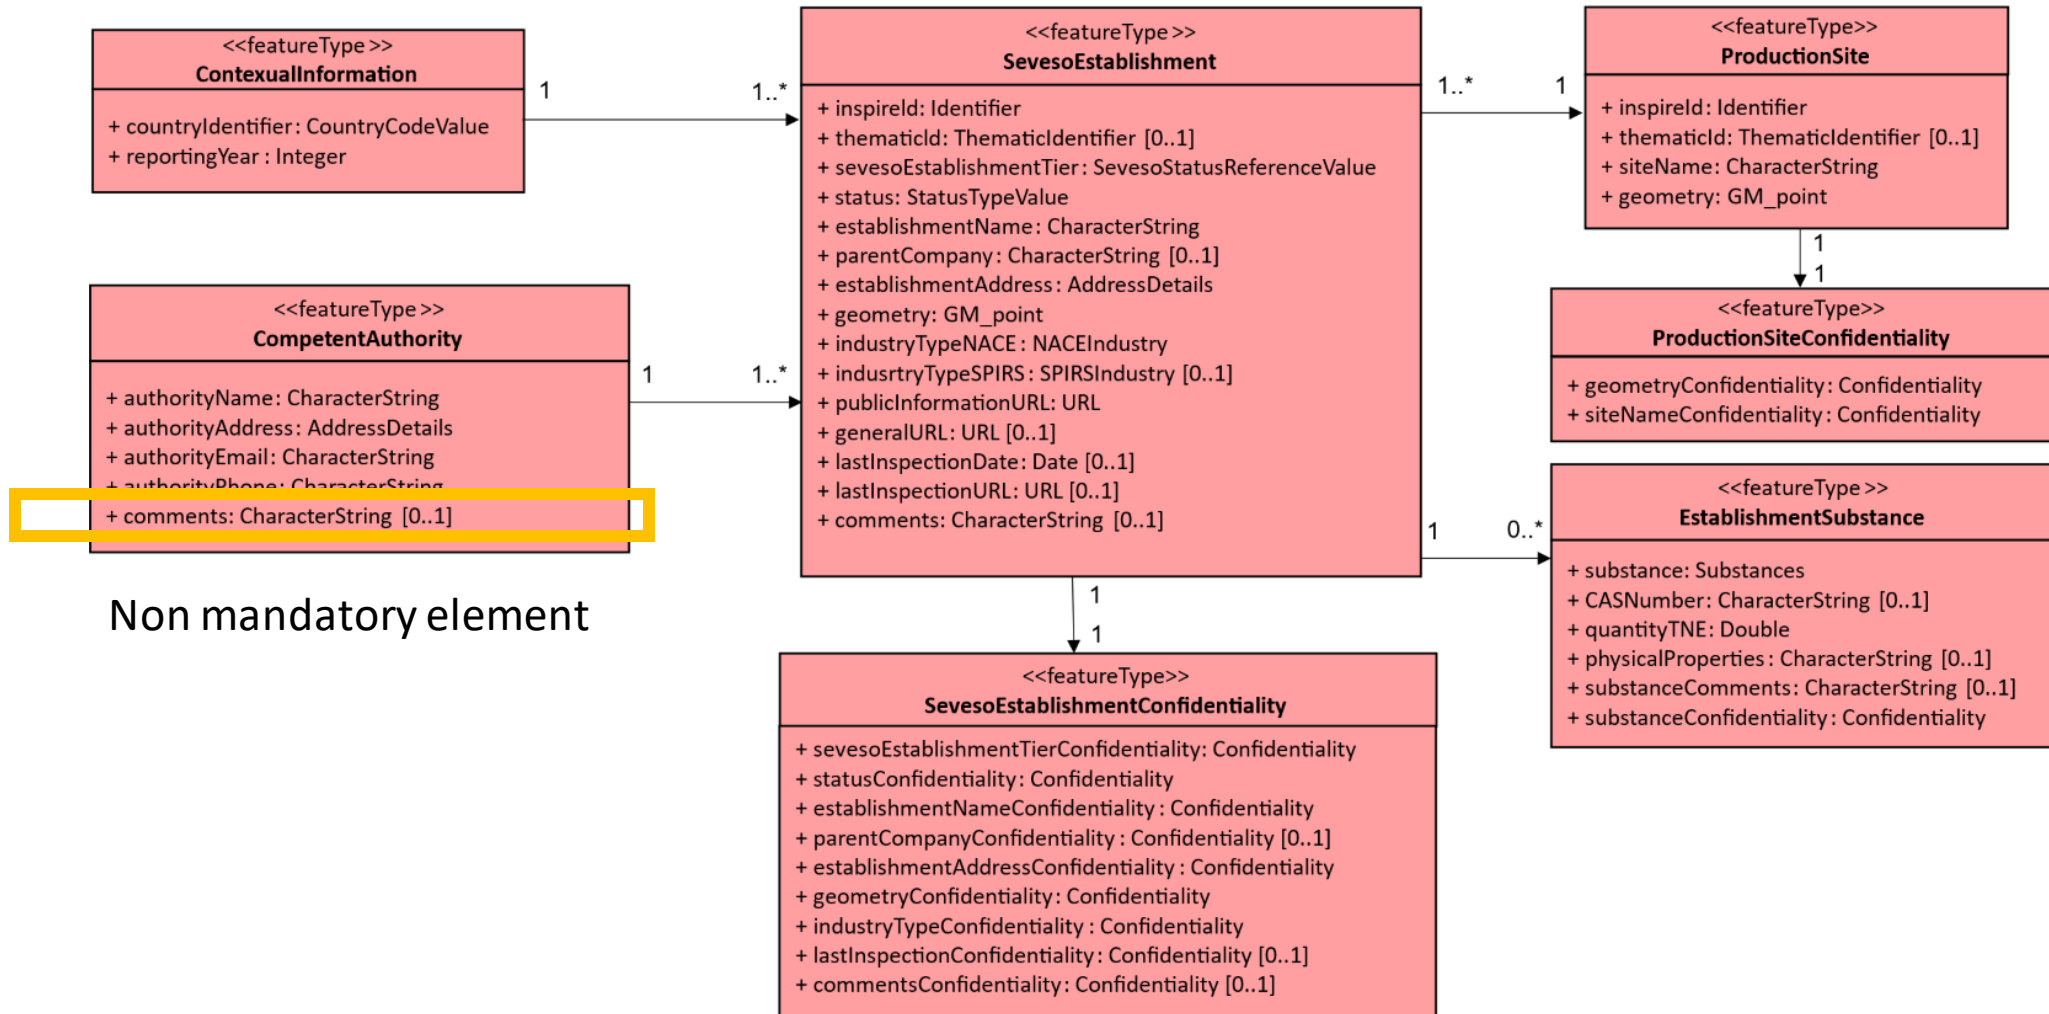 <<featureType>>
ContexualInformation
+ countryIdentifier: CountryCodeValue
+ reportingYear : Integer
1
1..*
<<featureType>>
CompetentAuthority
+ authorityName: CharacterString
+ authorityAddress: AddressDetails
+ authorityEmail: CharacterString
+ authorityPhone: CharacterString
+ comments: CharacterString [0..1]
1
1..*
Non mandatory element
<<featureType>>
SevesoEstablishment
+ inspireId: Identifier
+ thematicId: ThematicIdentifier [0..1]
+ sevesoEstablishmentTier: SevesoStatusReferenceValue
+ status: StatusTypeValue
+ establishmentName: CharacterString
+ parentCompany: CharacterString [0..1]
+ establishmentAddress: AddressDetails
+ geometry: GM_point
+ industryTypeNACE : NACEIndustry
+ indusrtryTypeSPIRS : SPIRSIndustry [0..1]
+ publicInformationURL: URL
+ generalURL: URL [0..1]
+ lastInspectionDate: Date [0..1]
+ lastInspectionURL: URL [0..1]
+ comments: CharacterString [0..1]
1
1
<<featureType>>
SevesoEstablishmentConfidentiality
+ sevesoEstablishmentTierConfidentiality: Confidentiality
+ statusConfidentiality: Confidentiality
+ establishmentNameConfidentiality : Confidentiality
+ parentCompanyConfidentiality : Confidentiality [0..1]
+ establishmentAddressConfidentiality : Confidentiality
+ geometryConfidentiality: Confidentiality
+ industryTypeConfidentiality : Confidentiality
+ lastInspectionConfidentiality: Confidentiality [0..1]
+ commentsConfidentiality: Confidentiality [0..1]
1..*
1
<<featureType>>
ProductionSite
+ inspireId: Identifier
+ thematicId: ThematicIdentifier [0..1]
+ siteName: CharacterString
+ geometry: GM_point
1
1
<<featureType>>
ProductionSiteConfidentiality
+ geometryConfidentiality: Confidentiality
+ siteNameConfidentiality : Confidentiality
1
0..*
<<featureType>>
EstablishmentSubstance
+ substance: Substances
+ CASNumber: CharacterString [0..1]
+ quantityTNE: Double
+ physicalProperties : CharacterString [0..1]
+ substanceComments: CharacterString [0..1]
+ substanceConfidentiality : Confidentiality